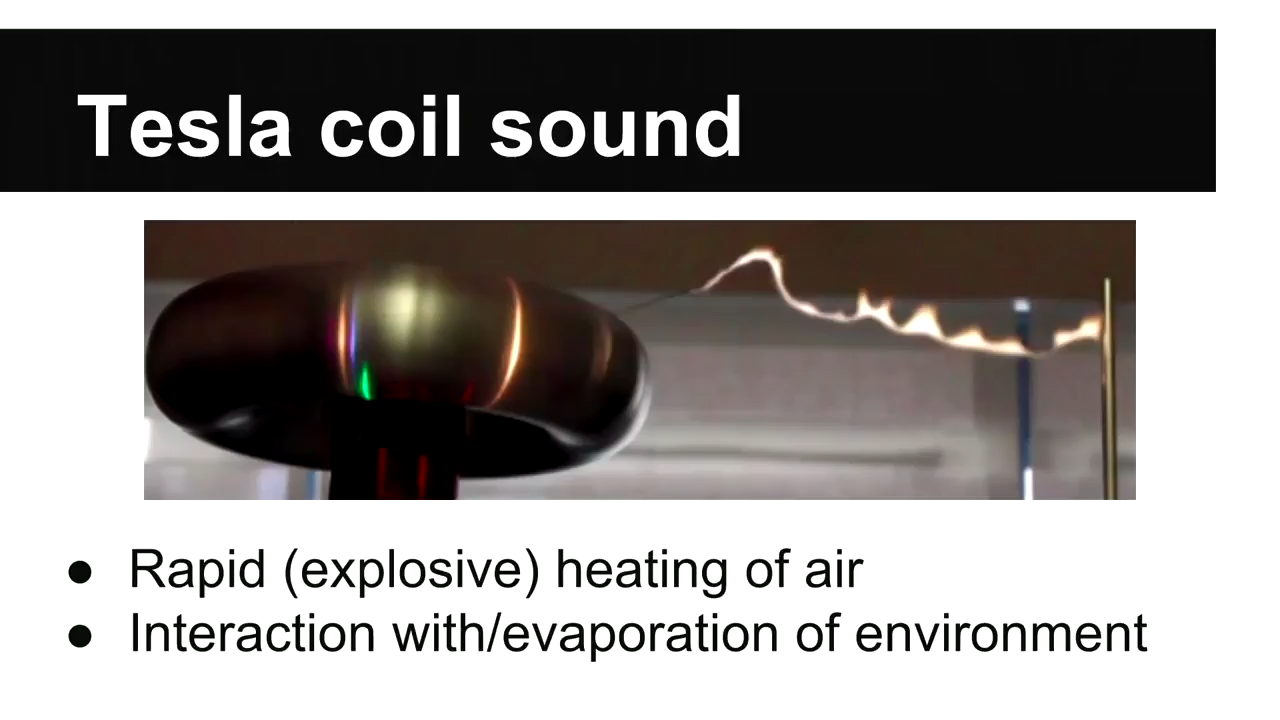 Tesla coil sound
● Rapid (explosive) heating of air
● Interaction with/evaporation of environment